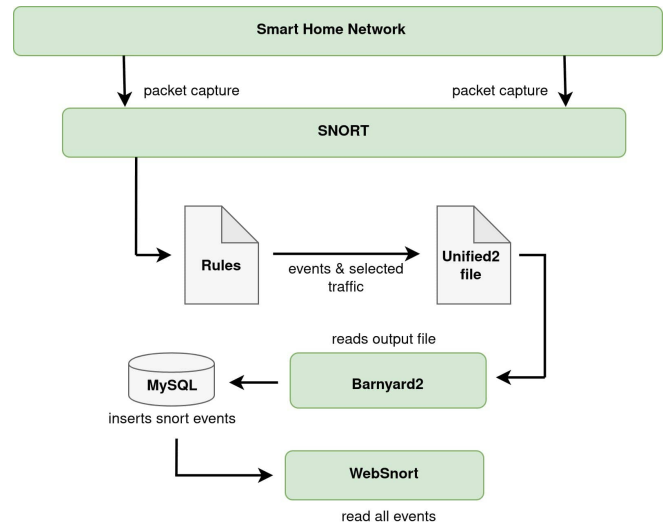 Smart Home Network
packet capture
packet capture
SNORT
Rules
events & selected
traffic
Unified2
file
reads output file
Barnyard2
MySQL
inserts snort events
WebSnort
read all events